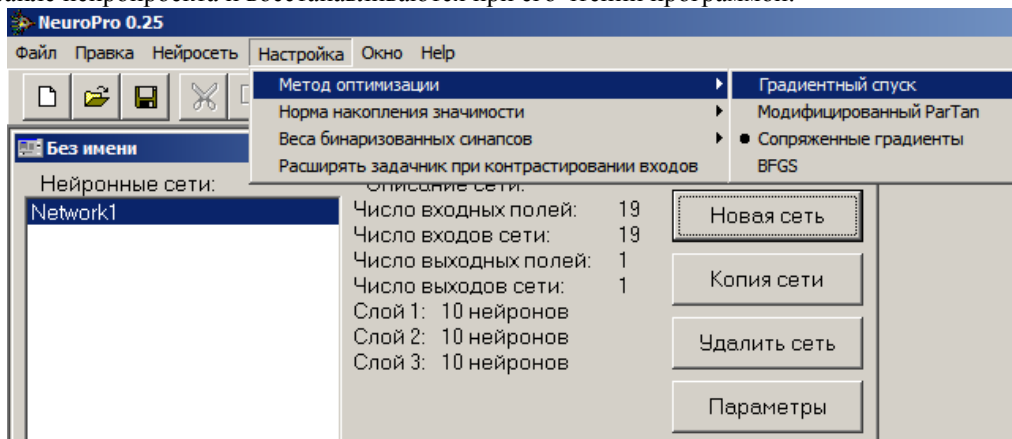 NeuroPro 0.25
Файл Правка Нейросеть Настройка Окно Help
Метод оптимизации
Норма накопления значимости
Веса бинаризованных синапсов
Расширять задачник при контрастировании входов
Градиентный спуск
Модифицированный ParTan
Сопряженные градиенты
BFGS
Без имени
Нейронные сети:
Network1
Описание сети:
Число входных полей: 19
Число входов сети: 19
Число выходных полей: 1
Число выходов сети: 1
Слой 1: 10 нейронов
Слой 2: 10 нейронов
Слой 3: 10 нейронов
Новая сеть
Копия сети
Удалить сеть
Параметры